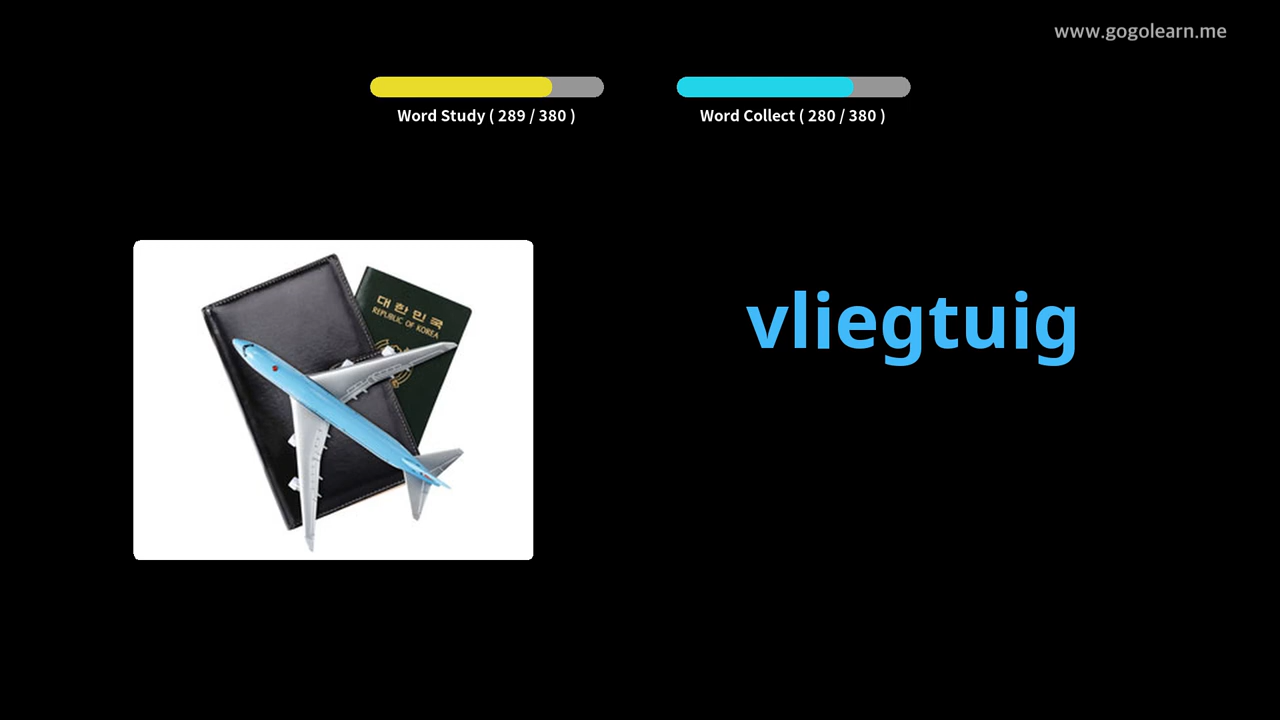 www.gogolearn.me
Word Study ( 289 / 380 )
Word Collect ( 280 / 380 )
대한민국
REPUBLIC OF KOREA
vliegtuig